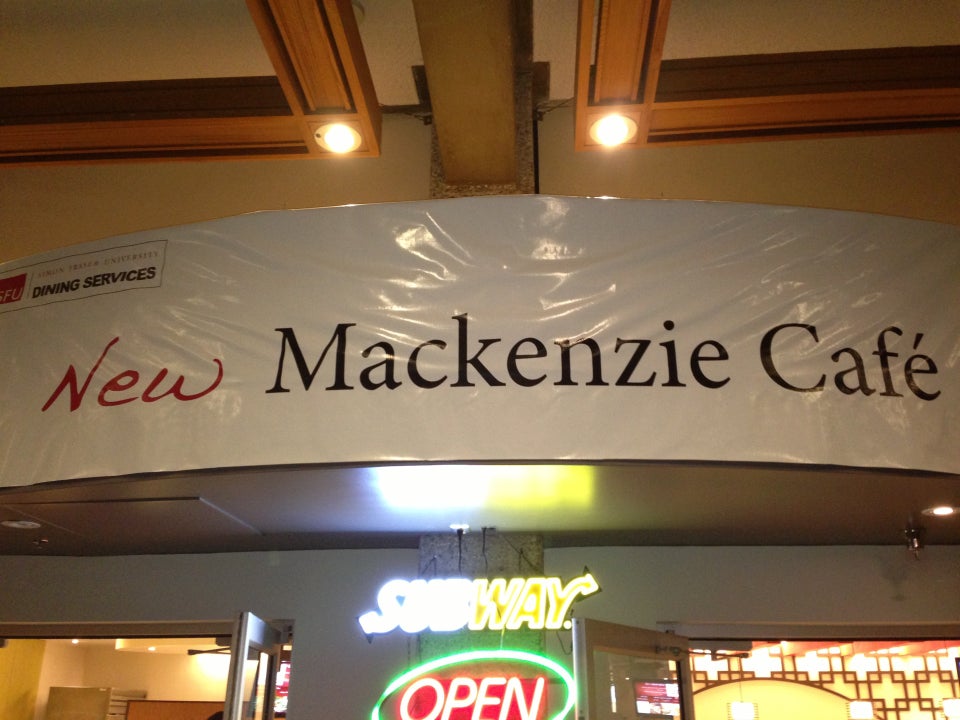 SFU
SIMON FRASER UNIVERSITY
DINING SERVICES
New Mackenzie Café
SUBWAY
OPEN